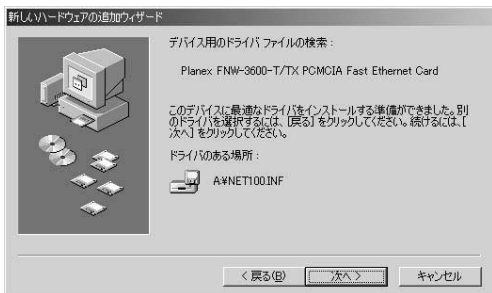 新しいハードウェアの追加ウィザード
デバイス用のドライバ ファイルの検索 :
Planex FNW-3600-T/TX PCMCIA Fast Ethernet Card
このデバイスに最適なドライバをインストールする準備ができました。別
のドライバを選択するには、[戻る] をクリックしてください。続けるには、[
次へ] をクリックしてください。
ドライバのある場所 :
A:¥NET100.INF
< 戻る(B)
次へ >
キャンセル